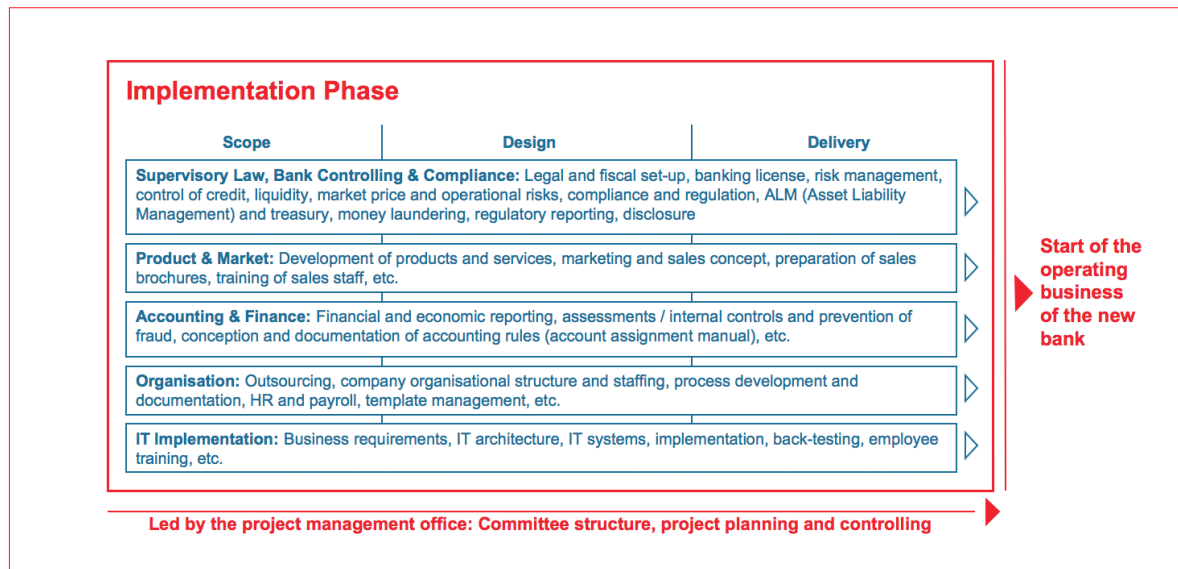 Implementation Phase
Scope
Design
Delivery
Supervisory Law, Bank Controlling & Compliance: Legal and fiscal set-up, banking license, risk management,
control of credit, liquidity, market price and operational risks, compliance and regulation, ALM (Asset Liability
Management) and treasury, money laundering, regulatory reporting, disclosure
Product & Market: Development of products and services, marketing and sales concept, preparation of sales
brochures, training of sales staff, etc.
Accounting & Finance: Financial and economic reporting, assessments / internal controls and prevention of
fraud, conception and documentation of accounting rules (account assignment manual), etc.
Organisation: Outsourcing, company organisational structure and staffing, process development and
documentation, HR and payroll, template management, etc.
IT Implementation: Business requirements, IT architecture, IT systems, implementation, back-testing, employee
training, etc.
Start of the
operating
business
of the new
bank
Led by the project management office: Committee structure, project planning and controlling